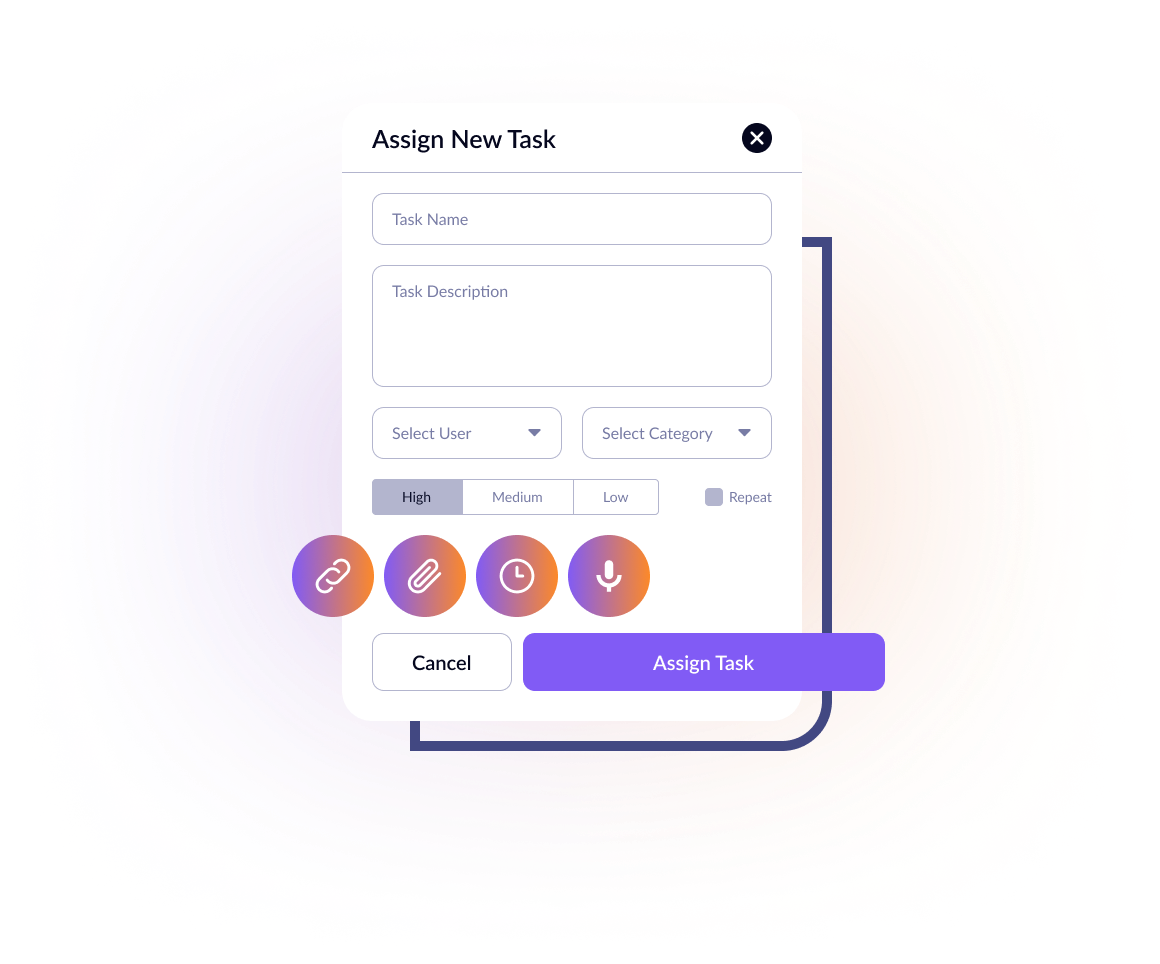 Assign New Task
Task Name
Task Description
Select User
Select Category
High Medium Low Repeat
Cancel Assign Task